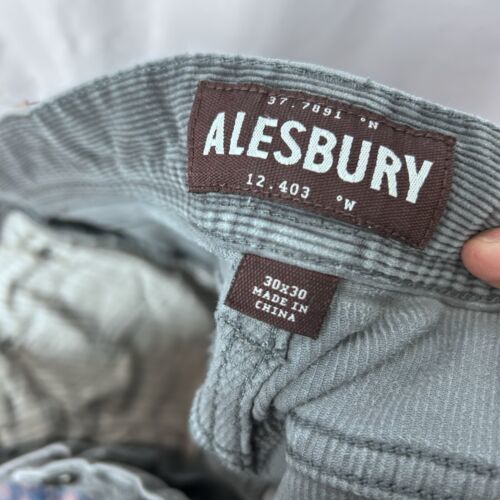 37.7891 °N
ALESBURY
12.403 °W
30x30
MADE IN
CHINA